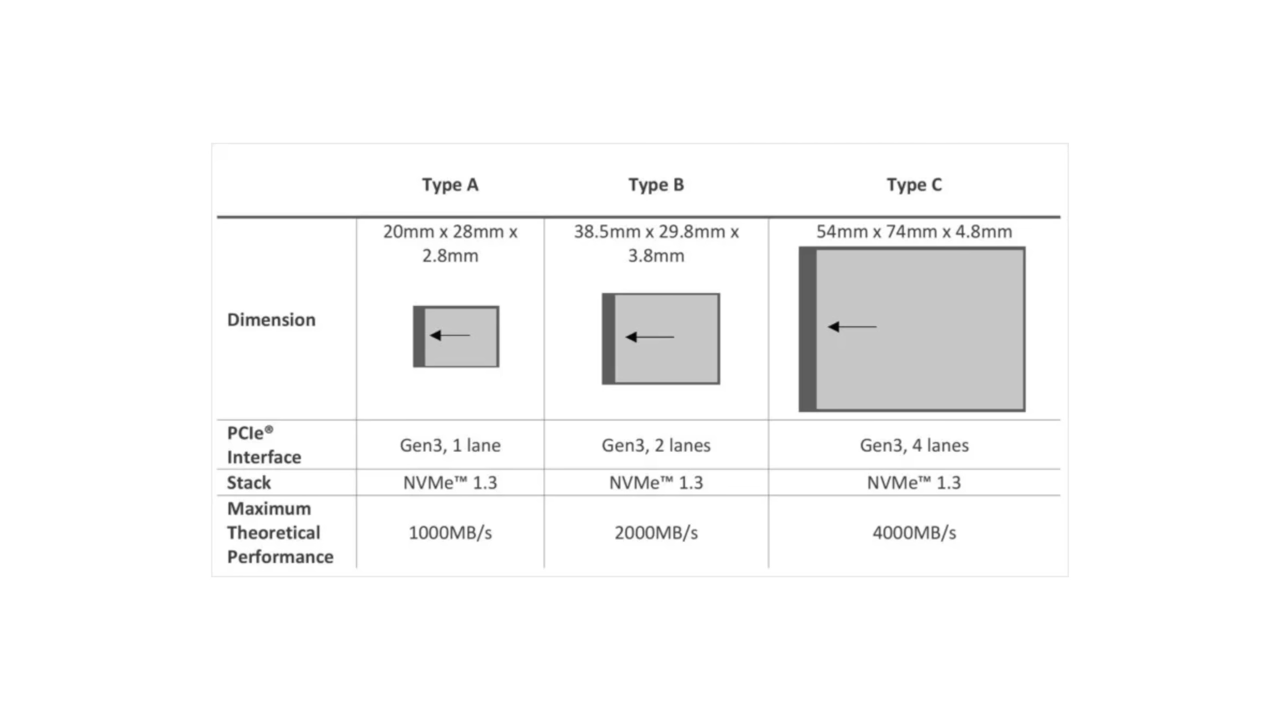 Type A Type B Type C
Dimension
20mm x 28mm x
2.8mm
38.5mm x 29.8mm x
3.8mm
54mm x 74mm x 4.8mm
PCIe®
Interface
Gen3, 1 lane Gen3, 2 lanes Gen3, 4 lanes
Stack NVMe™ 1.3 NVMe™ 1.3 NVMe™ 1.3
Maximum
Theoretical
Performance
1000MB/s 2000MB/s 4000MB/s